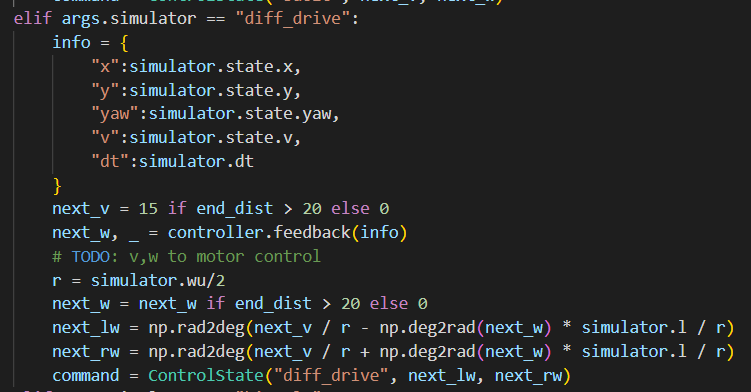 elif args.simulator == "diff_drive":
    info = {
        "x":simulator.state.x,
        "y":simulator.state.y,
        "yaw":simulator.state.yaw,
        "v":simulator.state.v,
        "dt":simulator.dt
    }
    next_v = 15 if end_dist > 20 else 0
    next_w, _ = controller.feedback(info)
    # TODO: v,w to motor control
    r = simulator.wu/2
    next_w = next_w if end_dist > 20 else 0
    next_lw = np.rad2deg(next_v / r - np.deg2rad(next_w) * simulator.l / r)
    next_rw = np.rad2deg(next_v / r + np.deg2rad(next_w) * simulator.l / r)
    command = ControlState("diff_drive", next_lw, next_rw)